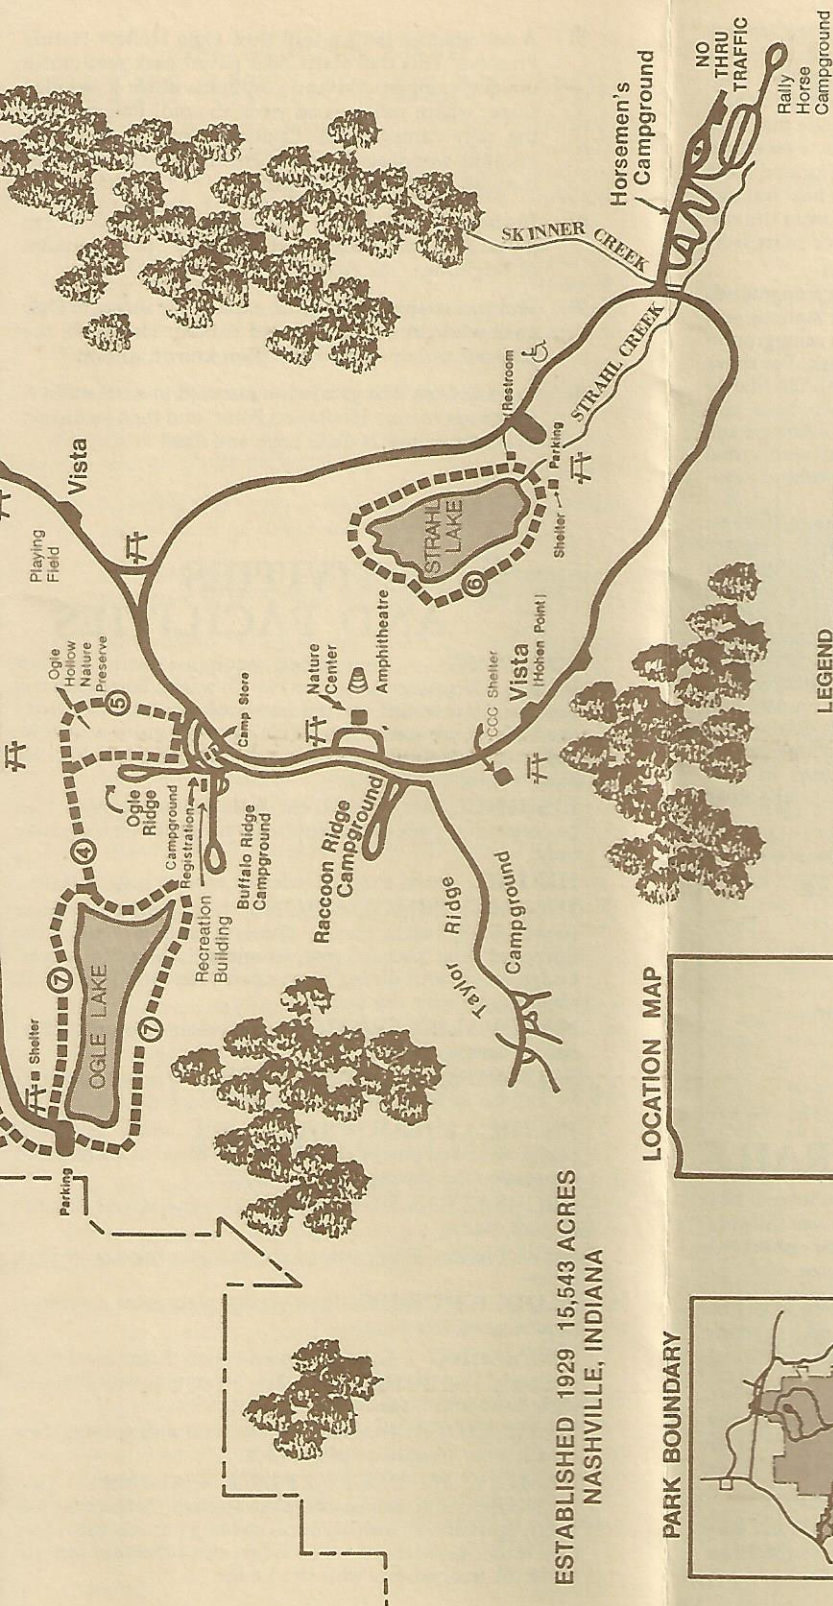 NO
THRU
TRAFFIC
Rally
Horse
Campground
Horsemen's
Campground
SKINNER CREEK
STRAHL CREEK
Restroom
Parking
Shelter
STRAHL
LAKE
6
Vista
Playing
Field
Ogle
Hollow
Nature
Preserve
5
Camp Store
Nature
Center
Amphitheatre
CCC Shelter
Vista
(Hohen Point)
Ogle
Ridge
Campground
Registration
Buffalo Ridge
Campground
Recreation
Building
Raccoon Ridge
Campground
Taylor Ridge
Campground
4
7
OGLE LAKE
7
Shelter
Parking
LEGEND
LOCATION MAP
PARK BOUNDARY
ESTABLISHED 1929 15,543 ACRES
NASHVILLE, INDIANA